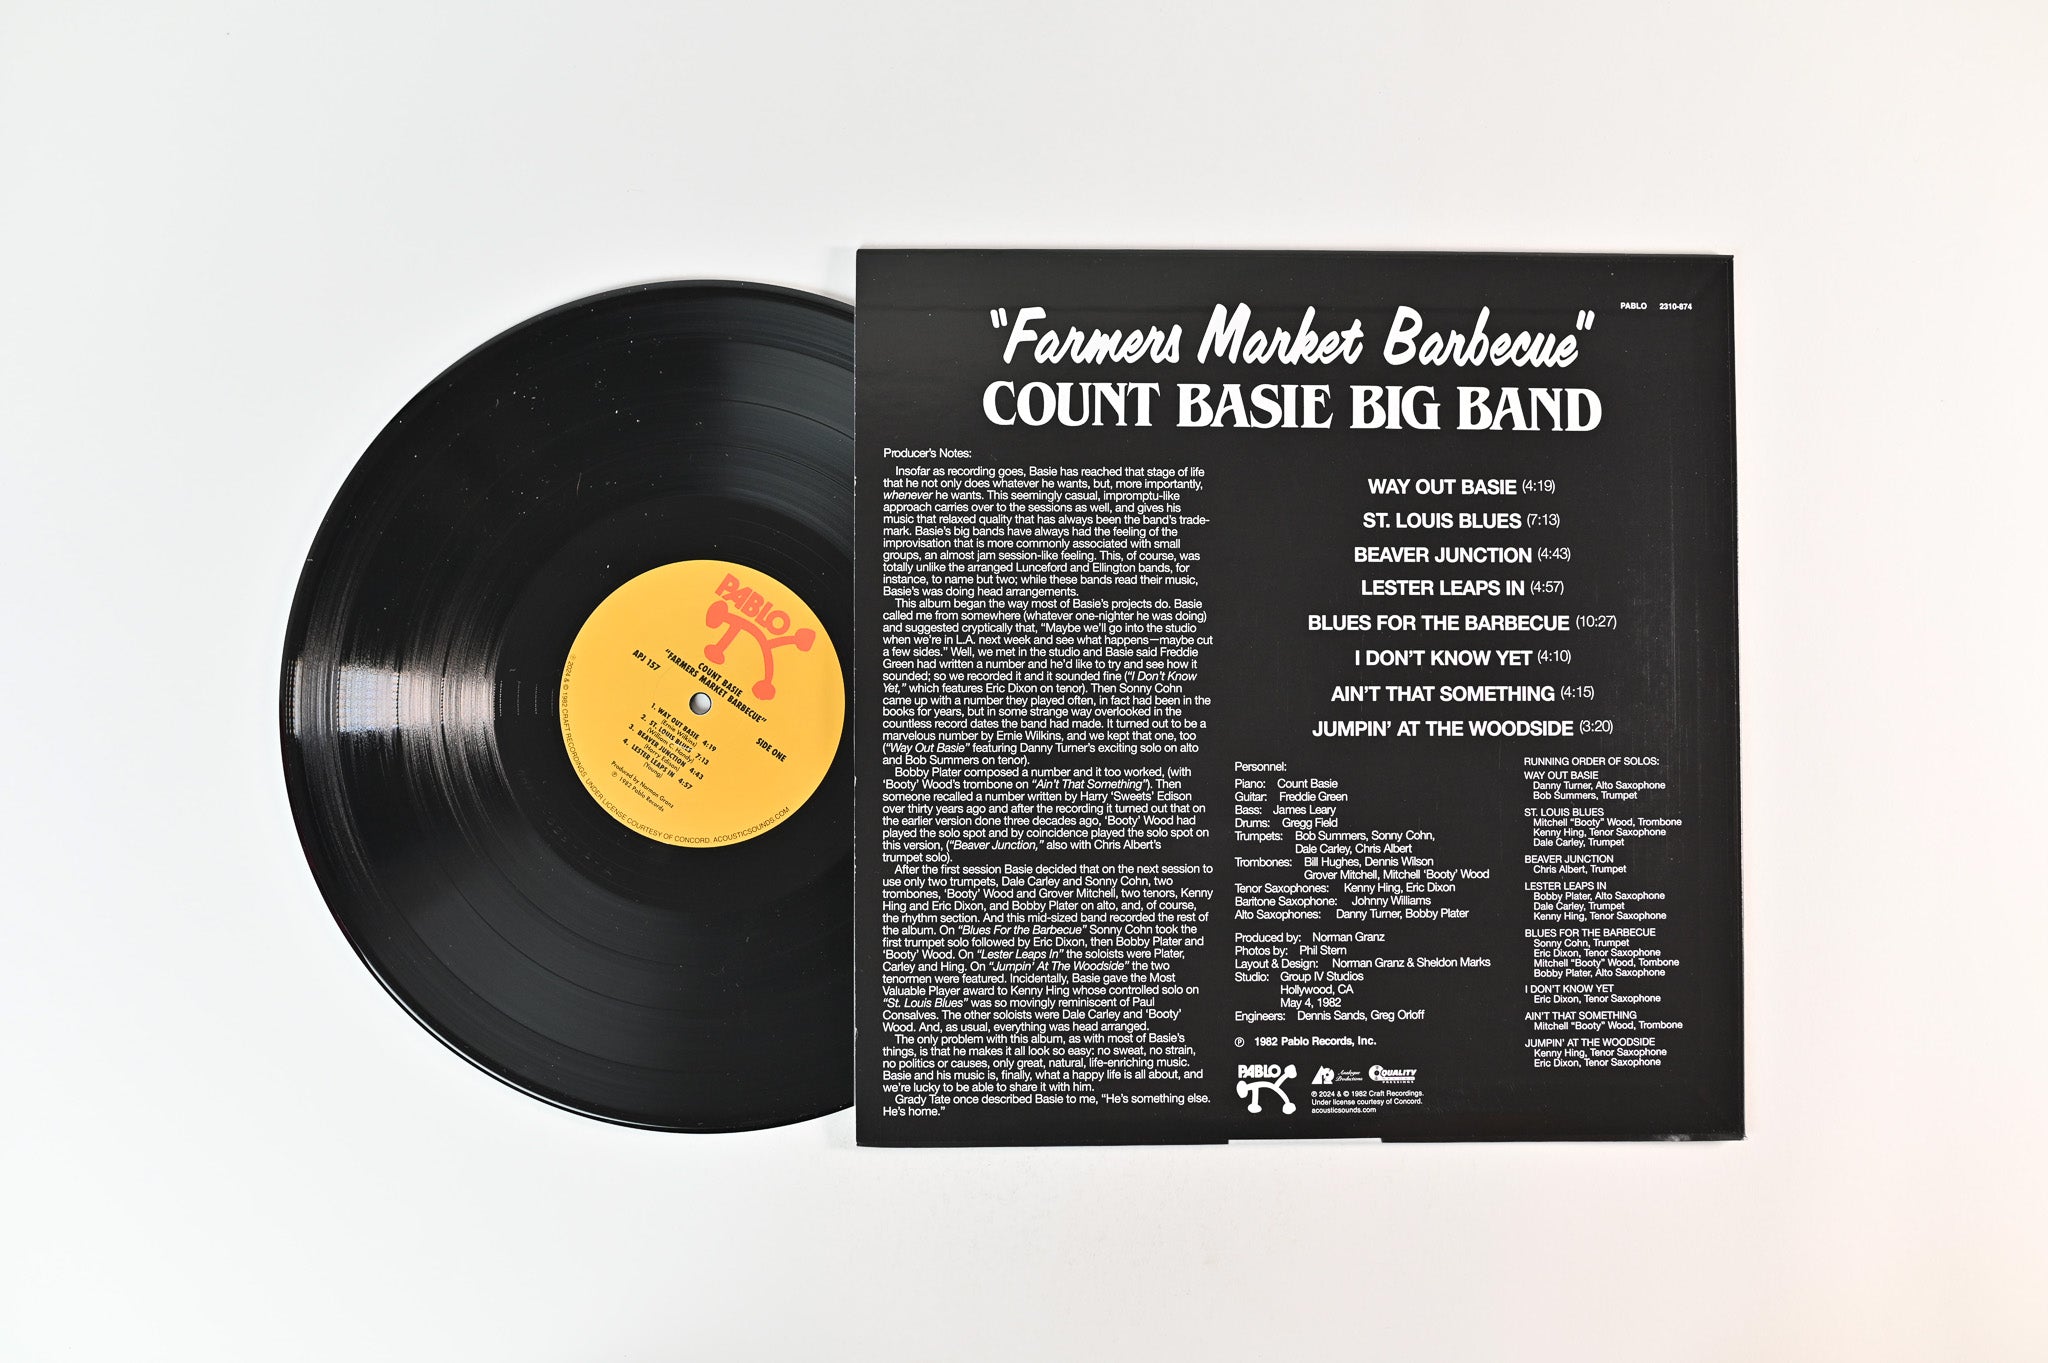 PABLO
APJ 157
COUNT BASIE
"FARMERS MARKET BARBECUE"
SIDE ONE
1. WAY OUT BASIE 4:19
(Ernie Wilkins)
2. ST. LOUIS BLUES 7:13
(William C. Handy)
3. BEAVER JUNCTION 4:43
(Harry Edison)
4. LESTER LEAPS IN 4:57
(Young)
Produced by Norman Granz
℗ 1982 Pablo Records
℗ 2024 & © 1982 CRAFT RECORDINGS. UNDER LICENSE COURTESY OF CONCORD. ACOUSTICSOUNDS.COM
PABLO 2310-874
"Farmers Market Barbecue"
COUNT BASIE BIG BAND
Producer's Notes:
Insofar as recording goes, Basie has reached that stage of life
that he not only does whatever he wants, but, more importantly,
whenever he wants. This seemingly casual, impromptu-like
approach carries over to the sessions as well, and gives his
music that relaxed quality that has always been the band's trade-
mark. Basie's big bands have always had the feeling of the
improvisation that is more commonly associated with small
groups, an almost jam session-like feeling. This, of course, was
totally unlike the arranged Lunceford and Ellington bands, for
instance, to name but two; while these bands read their music,
Basie's was doing head arrangements.
This album began the way most of Basie's projects do. Basie
called me from somewhere (whatever one-nighter he was doing)
and suggested cryptically that, "Maybe we'll go into the studio
when we're in L.A. next week and see what happens—maybe cut
a few sides." Well, we met in the studio and Basie said Freddie
Green had written a number and he'd like to try and see how it
sounded; so we recorded it and it sounded fine ("I Don't Know
Yet," which features Eric Dixon on tenor). Then Sonny Cohn
came up with a number they played often, in fact had been in the
books for years, but in some strange way overlooked in the
countless record dates the band had made. It turned out to be a
marvelous number by Ernie Wilkins, and we kept that one, too
("Way Out Basie" featuring Danny Turner's exciting solo on alto
and Bob Summers on tenor).
Bobby Plater composed a number and it too worked, (with
'Booty' Wood's trombone on "Ain't That Something"). Then
someone recalled a number written by Harry 'Sweets' Edison
over thirty years ago and after the recording it turned out that on
the earlier version done three decades ago, 'Booty' Wood had
played the solo spot and by coincidence played the solo spot on
this version, ("Beaver Junction," also with Chris Albert's
trumpet solo).
After the first session Basie decided that on the next session to
use only two trumpets, Dale Carley and Sonny Cohn, two
trombones, 'Booty' Wood and Grover Mitchell, two tenors, Kenny
Hing and Eric Dixon, and Bobby Plater on alto, and, of course,
the rhythm section. And this mid-sized band recorded the rest of
the album. On "Blues For the Barbecue" Sonny Cohn took the
first trumpet solo followed by Eric Dixon, then Bobby Plater and
'Booty' Wood. On "Lester Leaps In" the soloists were Plater,
Carley and Hing. On "Jumpin' At The Woodside" the two
tenormen were featured. Incidentally, Basie gave the Most
Valuable Player award to Kenny Hing whose controlled solo on
"St. Louis Blues" was so movingly reminiscent of Paul
Consalves. The other soloists were Dale Carley and 'Booty'
Wood. And, as usual, everything was head arranged.
The only problem with this album, as with most of Basie's
things, is that he makes it all look so easy: no sweat, no strain,
no politics or causes, only great, natural, life-enriching music.
Basie and his music is, finally, what a happy life is all about, and
we're lucky to be able to share it with him.
Grady Tate once described Basie to me, "He's something else.
He's home."
WAY OUT BASIE (4:19)
ST. LOUIS BLUES (7:13)
BEAVER JUNCTION (4:43)
LESTER LEAPS IN (4:57)
BLUES FOR THE BARBECUE (10:27)
I DON'T KNOW YET (4:10)
AIN'T THAT SOMETHING (4:15)
JUMPIN' AT THE WOODSIDE (3:20)
Personnel:
Piano: Count Basie
Guitar: Freddie Green
Bass: James Leary
Drums: Gregg Field
Trumpets: Bob Summers, Sonny Cohn,
Dale Carley, Chris Albert
Trombones: Bill Hughes, Dennis Wilson
Grover Mitchell, Mitchell 'Booty' Wood
Tenor Saxophones: Kenny Hing, Eric Dixon
Baritone Saxophone: Johnny Williams
Alto Saxophones: Danny Turner, Bobby Plater
Produced by: Norman Granz
Photos by: Phil Stern
Layout & Design: Norman Granz & Sheldon Marks
Studio: Group IV Studios
Hollywood, CA
May 4, 1982
Engineers: Dennis Sands, Greg Orloff
℗ 1982 Pablo Records, Inc.
PABLO
Analogue
Productions
QUALITY
PRESSINGS
℗ 2024 & © 1982 Craft Recordings.
Under license courtesy of Concord.
acousticsounds.com
RUNNING ORDER OF SOLOS:
WAY OUT BASIE
Danny Turner, Alto Saxophone
Bob Summers, Trumpet
ST. LOUIS BLUES
Mitchell "Booty" Wood, Trombone
Kenny Hing, Tenor Saxophone
Dale Carley, Trumpet
BEAVER JUNCTION
Chris Albert, Trumpet
LESTER LEAPS IN
Bobby Plater, Alto Saxophone
Dale Carley, Trumpet
Kenny Hing, Tenor Saxophone
BLUES FOR THE BARBECUE
Sonny Cohn, Trumpet
Eric Dixon, Tenor Saxophone
Mitchell "Booty" Wood, Tombone
Bobby Plater, Alto Saxophone
I DON'T KNOW YET
Eric Dixon, Tenor Saxophone
AIN'T THAT SOMETHING
Mitchell "Booty" Wood, Trombone
JUMPIN' AT THE WOODSIDE
Kenny Hing, Tenor Saxophone
Eric Dixon, Tenor Saxophone